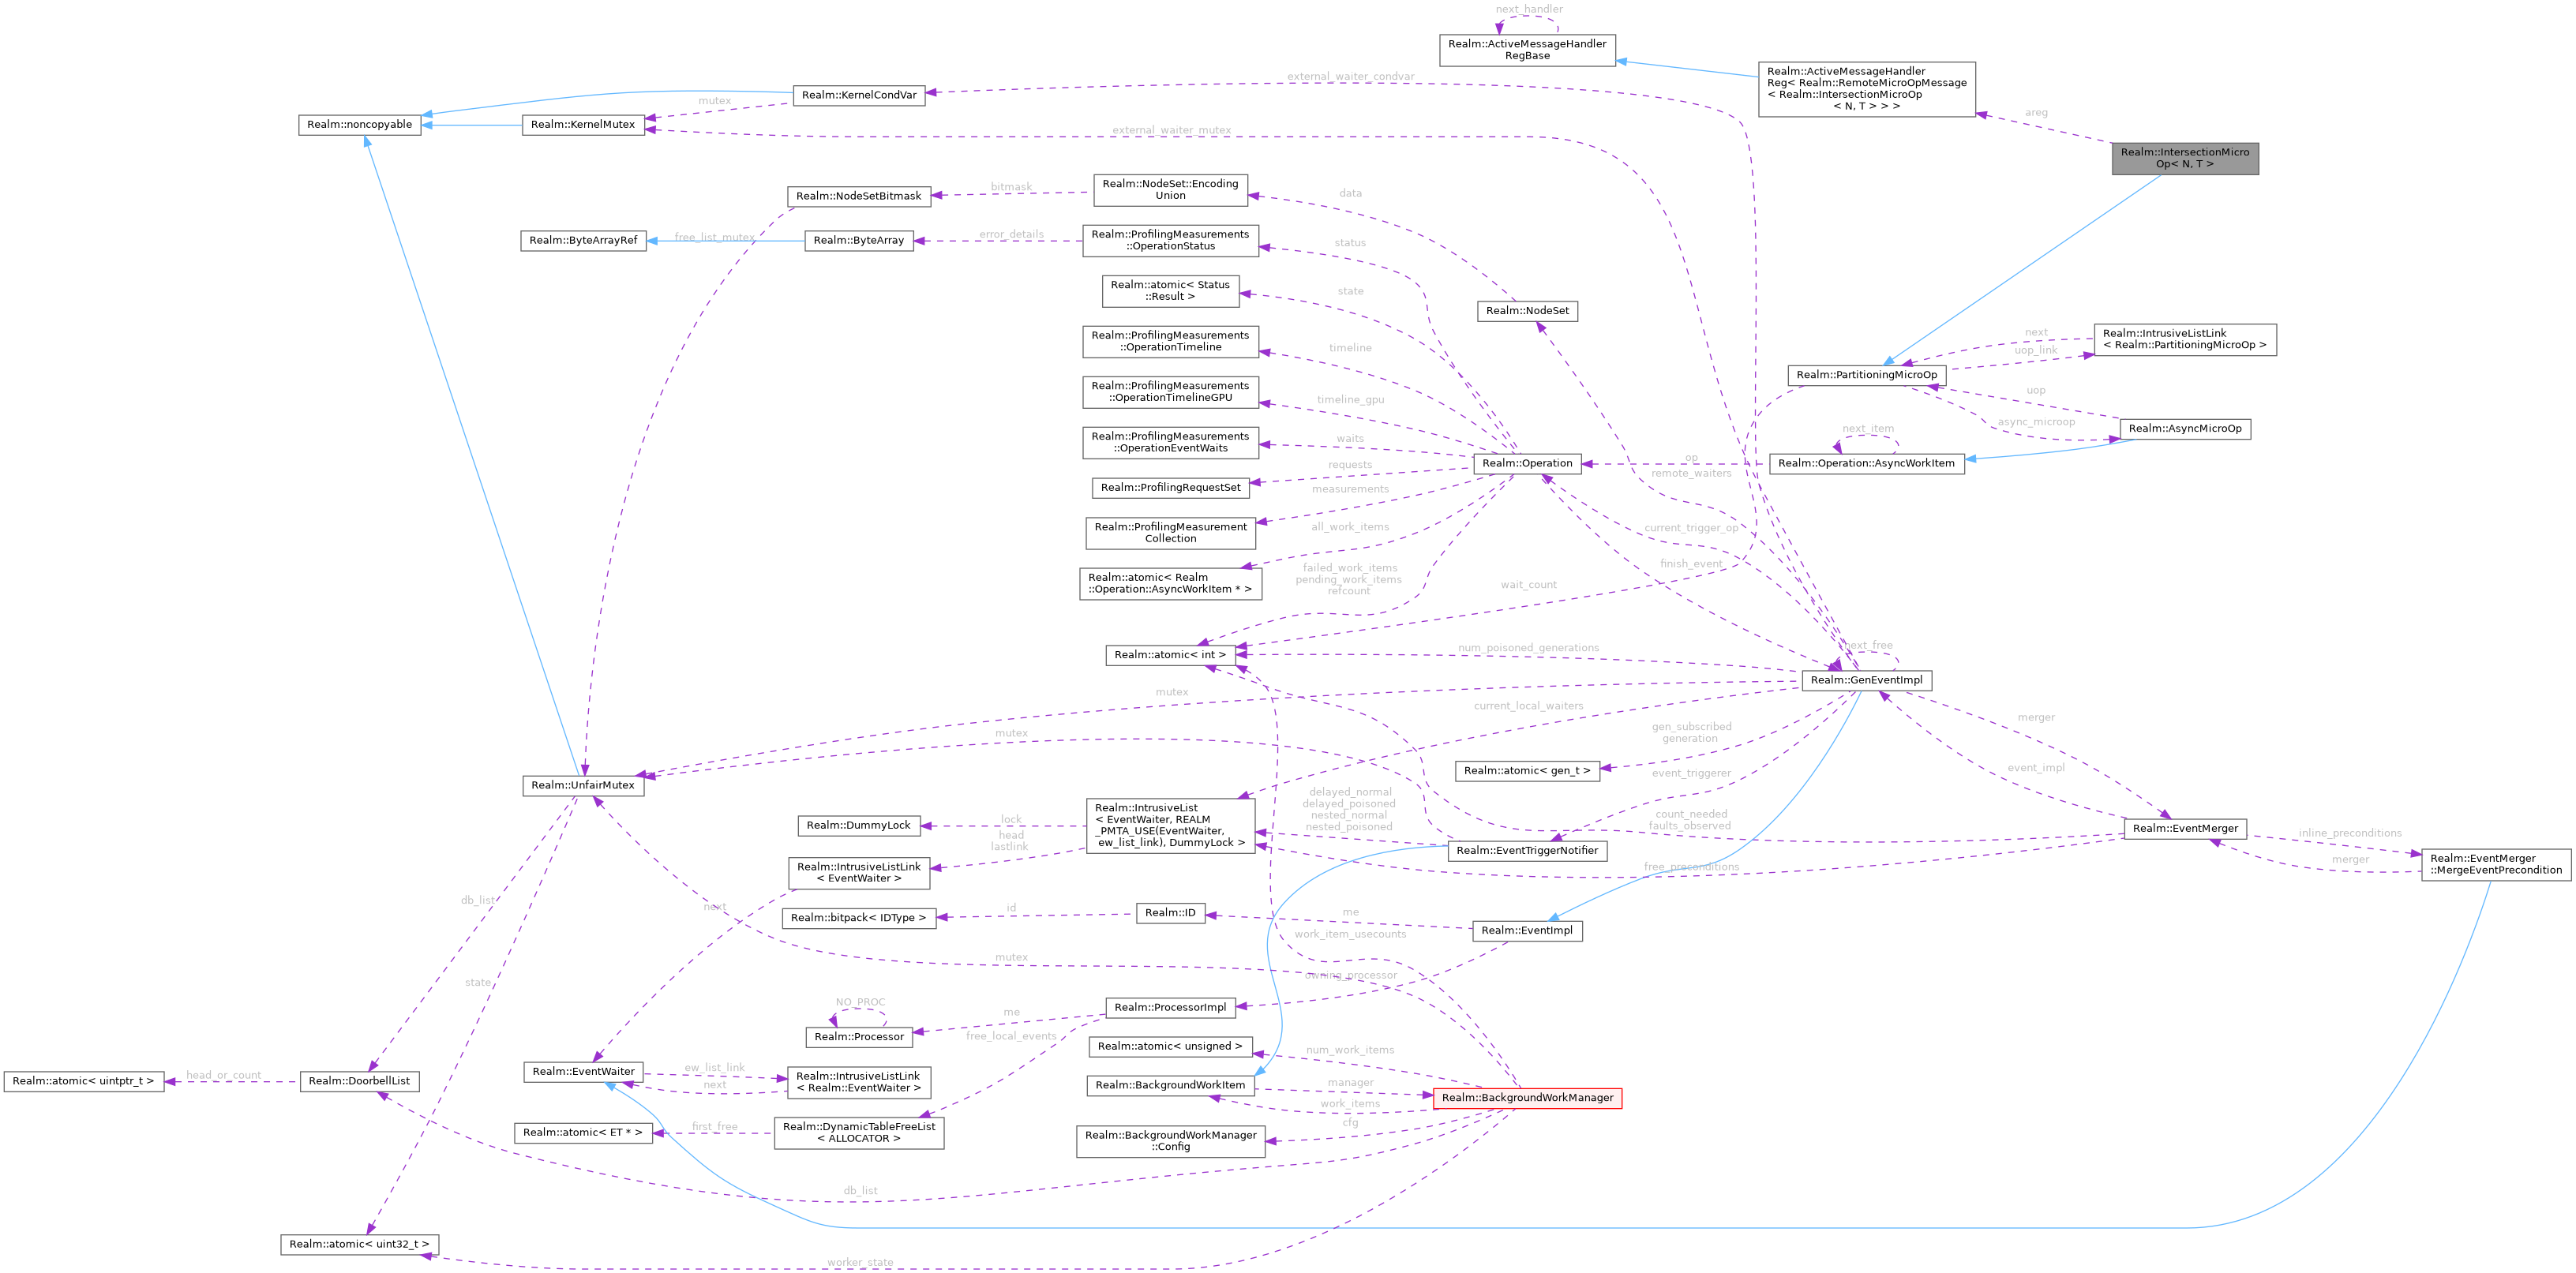 next_handler
Realm::ActiveMessageHandler
RegBase
Realm::ActiveMessageHandler
Reg< Realm::RemoteMicroOpMessage
< Realm::IntersectionMicroOp
< N, T > > >
external_waiter_condvar
Realm::KernelCondVar
mutex
areg
Realm::noncopyable
Realm::KernelMutex
external_waiter_mutex
Realm::IntersectionMicro
Op< N, T >
Realm::NodeSetBitmask
bitmask
Realm::NodeSet::Encoding
Union
data
Realm::ByteArrayRef
free_list_mutex
Realm::ByteArray
error_details
Realm::ProfilingMeasurements
::OperationStatus
status
Realm::atomic< Status
::Result >
state
Realm::NodeSet
Realm::ProfilingMeasurements
::OperationTimeline
timeline
Realm::IntrusiveListLink
< Realm::PartitioningMicroOp >
next
uop_link
Realm::PartitioningMicroOp
Realm::ProfilingMeasurements
::OperationTimelineGPU
timeline_gpu
uop
async_microop
Realm::AsyncMicroOp
Realm::ProfilingMeasurements
::OperationEventWaits
waits
next_item
Realm::Operation
op
Realm::Operation::AsyncWorkItem
requests
remote_waiters
Realm::ProfilingRequestSet
measurements
Realm::ProfilingMeasurement
Collection
all_work_items
current_trigger_op
finish_event
Realm::atomic< Realm
::Operation::AsyncWorkItem * >
failed_work_items
pending_work_items
refcount
wait_count
Realm::atomic< int >
num_poisoned_generations
next_free
Realm::GenEventImpl
mutex
current_local_waiters
merger
gen_subscribed
generation
mutex
Realm::atomic< gen_t >
event_triggerer
event_impl
Realm::UnfairMutex
delayed_normal
delayed_poisoned
nested_normal
nested_poisoned
Realm::IntrusiveList
< EventWaiter, REALM
_PMTA_USE(EventWaiter,
ew_list_link), DummyLock >
Realm::DummyLock
lock
head
lastlink
count_needed
faults_observed
Realm::EventMerger
inline_preconditions
merger
Realm::EventMerger
::MergeEventPrecondition
Realm::EventTriggerNotifier
free_preconditions
Realm::IntrusiveListLink
< EventWaiter >
db_list
next
Realm::bitpack< IDType >
id
Realm::ID
me
Realm::EventImpl
work_item_usecounts
mutex
owning_processor
state
NO_PROC
Realm::Processor
me
free_local_events
Realm::ProcessorImpl
Realm::atomic< unsigned >
num_work_items
Realm::atomic< uintptr_t >
head_or_count
Realm::DoorbellList
Realm::EventWaiter
ew_list_link
next
Realm::IntrusiveListLink
< Realm::EventWaiter >
Realm::BackgroundWorkItem
manager
work_items
Realm::BackgroundWorkManager
cfg
Realm::atomic< ET * >
first_free
Realm::DynamicTableFreeList
< ALLOCATOR >
Realm::BackgroundWorkManager
::Config
db_list
Realm::atomic< uint32_t >
worker_state